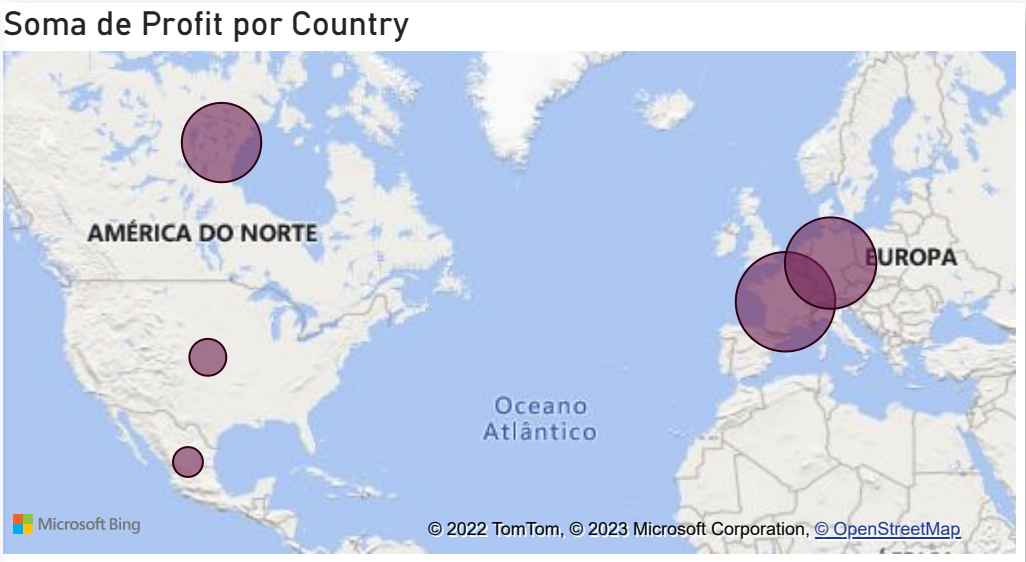 Soma de Profit por Country
AMÉRICA DO NORTE
EUROPA
Oceano
Atlântico
Microsoft Bing
© 2022 TomTom, © 2023 Microsoft Corporation, © OpenStreetMap